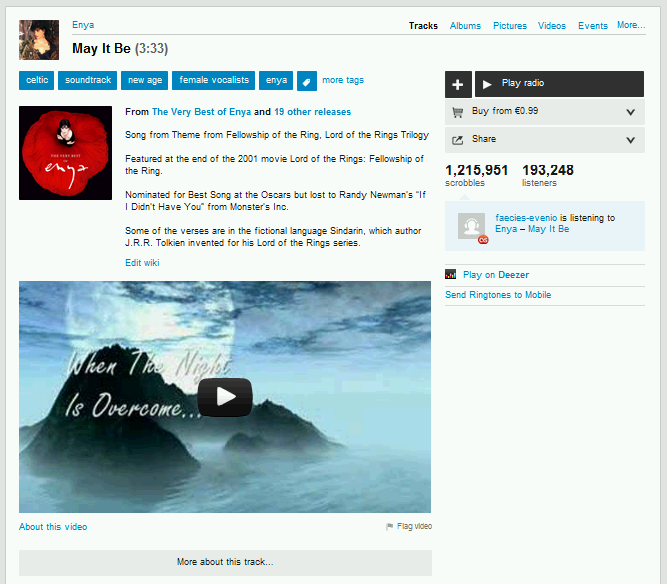 Enya
Tracks Albums Pictures Videos Events More...
May It Be (3:33)
celtic soundtrack new age female vocalists enya more tags
Play radio
Buy from €0.99
Share
THE VERY BEST
OF
enya
From The Very Best of Enya and 19 other releases
Song from Theme from Fellowship of the Ring, Lord of the Rings Trilogy
Featured at the end of the 2001 movie Lord of the Rings: Fellowship of
the Ring.
Nominated for Best Song at the Oscars but lost to Randy Newman's "If
I Didn't Have You" from Monster's Inc.
Some of the verses are in the fictional language Sindarin, which author
J.R.R. Tolkien invented for his Lord of the Rings series.
Edit wiki
1,215,951 193,248
scrobbles listeners
faecies-evenio is listening to
Enya – May It Be
Play on Deezer
Send Ringtones to Mobile
When The Night
Is Overcome...
About this video
Flag video
More about this track...